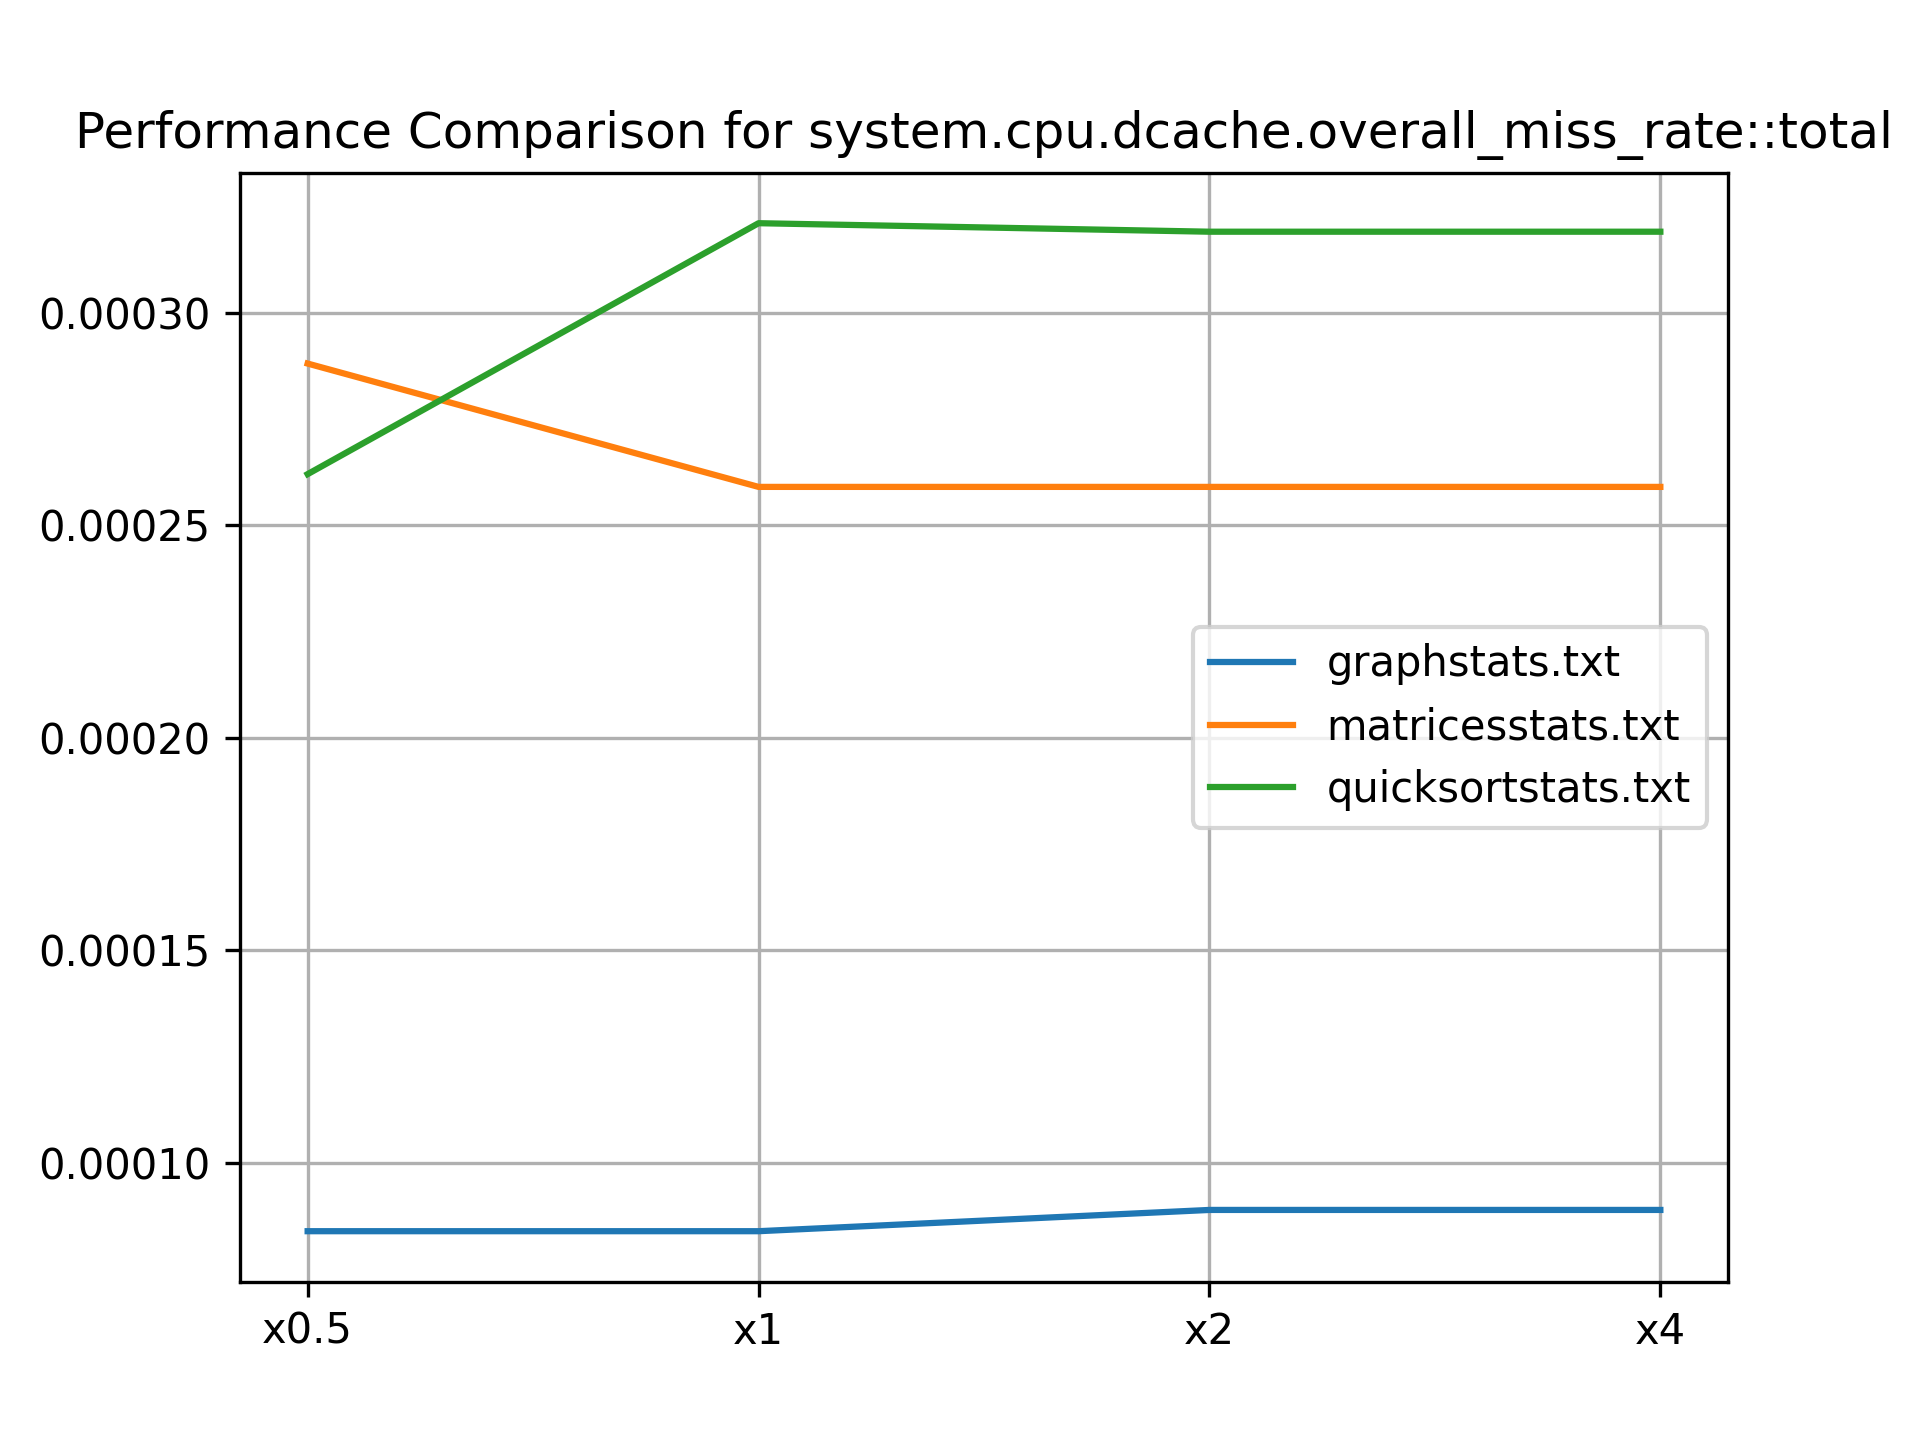 Performance Comparison for system.cpu.dcache.overall_miss_rate::total
0.00030
0.00025
0.00020
0.00015
0.00010
graphstats.txt
matricesstats.txt
quicksortstats.txt
x0.5 x1 x2 x4